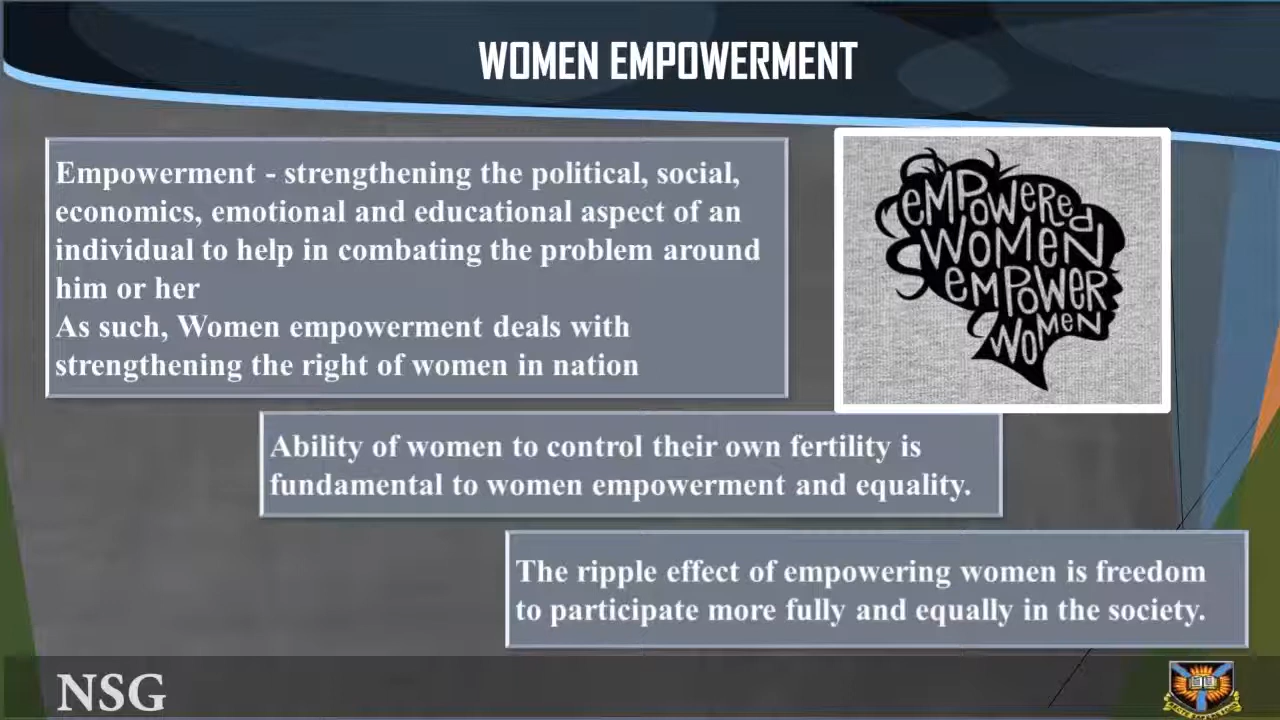 WOMEN EMPOWERMENT
Empowerment - strengthening the political, social,
economics, emotional and educational aspect of an
individual to help in combating the problem around
him or her
As such, Women empowerment deals with
strengthening the right of women in nation
EMPOWERED
WOMEN
EMPOWER
WOMEN
Ability of women to control their own fertility is
fundamental to women empowerment and equality.
The ripple effect of empowering women is freedom
to participate more fully and equally in the society.
NSG